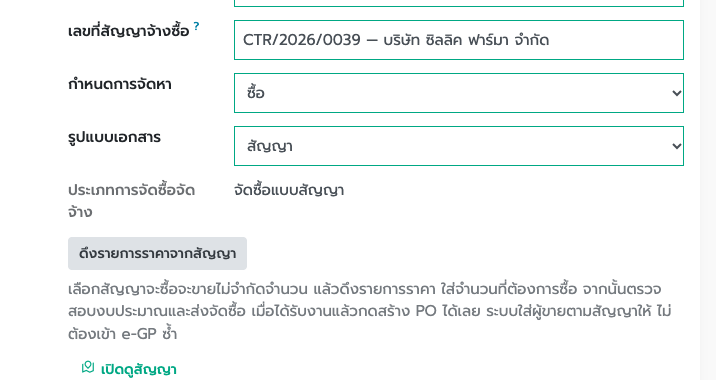 เลขที่สัญญาจ้างซื้อ ?
CTR/2026/0039 — บริษัท ซิลลิค ฟาร์มา จำกัด
กำหนดการจัดหา
ซื้อ
รูปแบบเอกสาร
สัญญา
ประเภทการจัดซื้อจัด
จ้าง
จัดซื้อแบบสัญญา
ดึงรายการราคาจากสัญญา
เลือกสัญญาจะซื้อจะขายไม่จำกัดจำนวน แล้วดึงรายการราคา ใส่จำนวนที่ต้องการซื้อ จากนั้นตรวจ
สอบงบประมาณและส่งจัดซื้อ เมื่อได้รับงานแล้วกดสร้าง PO ได้เลย ระบบใส่ผู้ขายตามสัญญาให้ ไม่
ต้องเข้า e-GP ซ้ำ
เปิดดูสัญญา